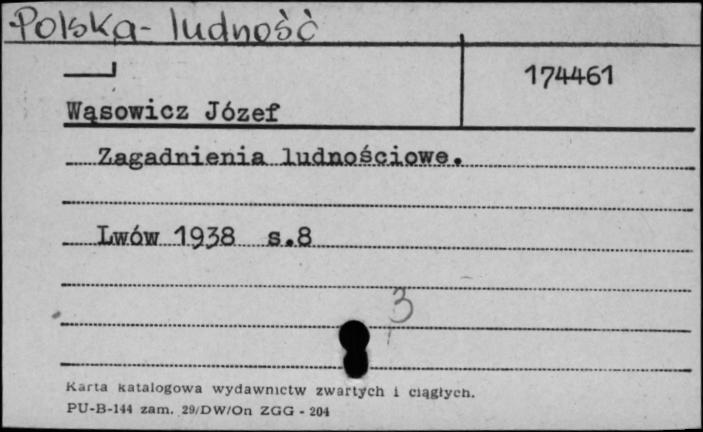 Polska - ludność
174461
Wąsowicz Józef
Zagadnienia ludnościowe.
Lwów 1938 s.8
3
Karta katalogowa wydawnictw zwartych i ciągłych.
PU-B-144 zam. 29/DW/On ZGG - 204